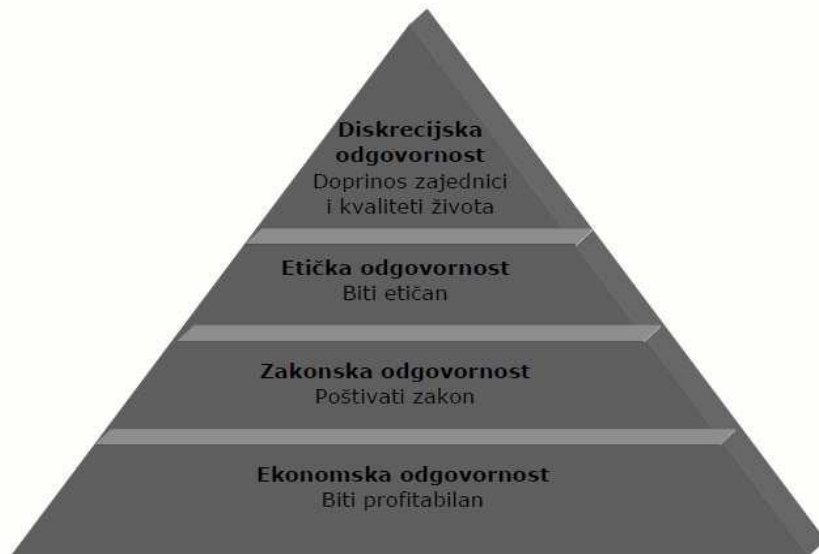 Diskrecijska
odgovornost
Doprinos zajednici
i kvaliteti života
Etička odgovornost
Biti etičan
Zakonska odgovornost
Poštivati zakon
Ekonomska odgovornost
Biti profitabilan